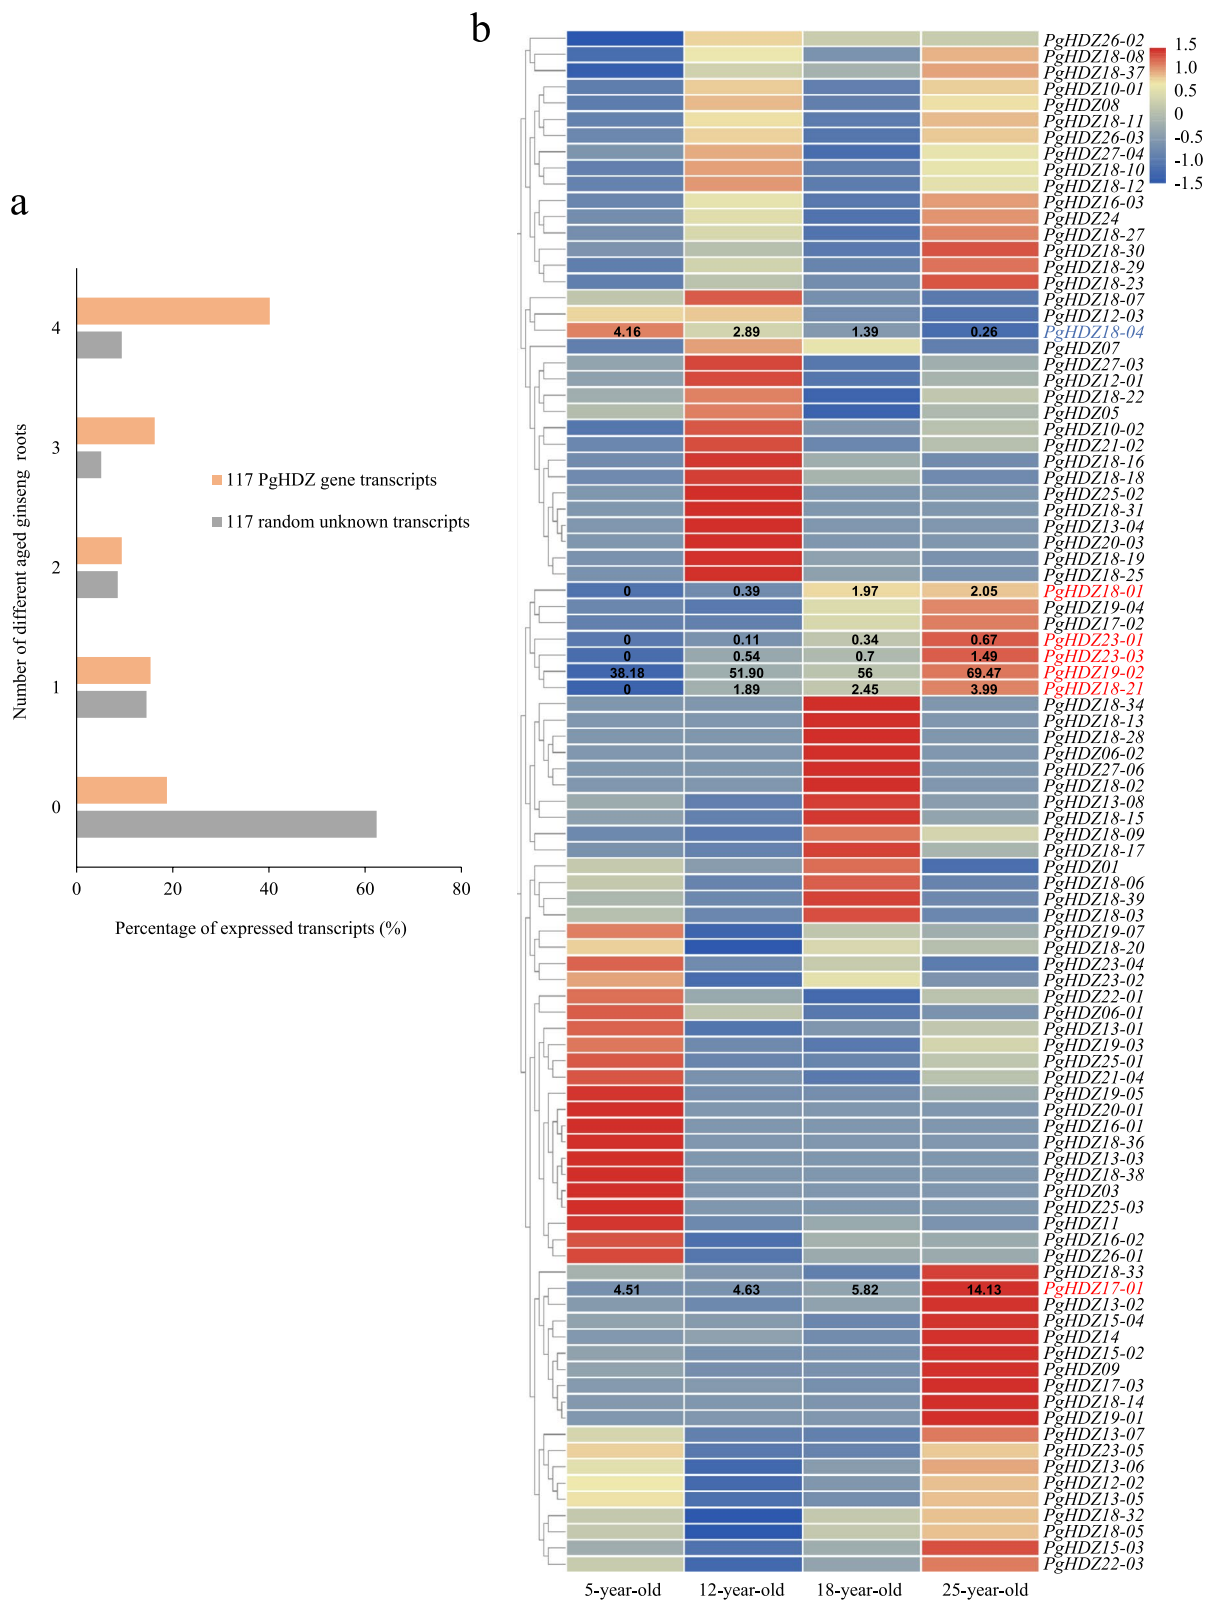 a
Number of different aged ginseng roots
4
3
2
1
0
117 PgHDZ gene transcripts
117 random unknown transcripts
0 20 40 60 80
Percentage of expressed transcripts (%)
b
1.5
1.0
0.5
0
-0.5
-1.0
-1.5
PgHDZ26-02
PgHDZ18-08
PgHDZ18-37
PgHDZ10-01
PgHDZ08
PgHDZ18-11
PgHDZ26-03
PgHDZ27-04
PgHDZ18-10
PgHDZ18-12
PgHDZ16-03
PgHDZ24
PgHDZ18-27
PgHDZ18-30
PgHDZ18-29
PgHDZ18-23
PgHDZ18-07
PgHDZ12-03
4.16 2.89 1.39 0.26 PgHDZ18-04
PgHDZ07
PgHDZ27-03
PgHDZ12-01
PgHDZ18-22
PgHDZ05
PgHDZ10-02
PgHDZ21-02
PgHDZ18-16
PgHDZ18-18
PgHDZ25-02
PgHDZ18-31
PgHDZ13-04
PgHDZ20-03
PgHDZ18-19
PgHDZ18-25
0 0.39 1.97 2.05 PgHDZ18-01
PgHDZ19-04
PgHDZ17-02
0 0.11 0.34 0.67 PgHDZ23-01
0 0.54 0.7 1.49 PgHDZ23-03
38.18 51.90 56 69.47 PgHDZ19-02
0 1.89 2.45 3.99 PgHDZ18-21
PgHDZ18-34
PgHDZ18-13
PgHDZ18-28
PgHDZ06-02
PgHDZ27-06
PgHDZ18-02
PgHDZ13-08
PgHDZ18-15
PgHDZ18-09
PgHDZ18-17
PgHDZ01
PgHDZ18-06
PgHDZ18-39
PgHDZ18-03
PgHDZ19-07
PgHDZ18-20
PgHDZ23-04
PgHDZ23-02
PgHDZ22-01
PgHDZ06-01
PgHDZ13-01
PgHDZ19-03
PgHDZ25-01
PgHDZ21-04
PgHDZ19-05
PgHDZ20-01
PgHDZ16-01
PgHDZ18-36
PgHDZ13-03
PgHDZ18-38
PgHDZ03
PgHDZ25-03
PgHDZ11
PgHDZ16-02
PgHDZ26-01
PgHDZ18-33
4.51 4.63 5.82 14.13 PgHDZ17-01
PgHDZ13-02
PgHDZ15-04
PgHDZ14
PgHDZ15-02
PgHDZ09
PgHDZ17-03
PgHDZ18-14
PgHDZ19-01
PgHDZ13-07
PgHDZ23-05
PgHDZ13-06
PgHDZ12-02
PgHDZ13-05
PgHDZ18-32
PgHDZ18-05
PgHDZ15-03
PgHDZ22-03
5-year-old 12-year-old 18-year-old 25-year-old